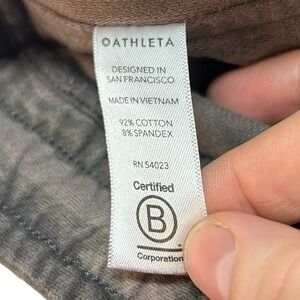 ATHLETA
DESIGNED IN
SAN FRANCISCO
MADE IN VIETNAM
92% COTTON
8% SPANDEX
RN 54023
Certified
B
Corporation